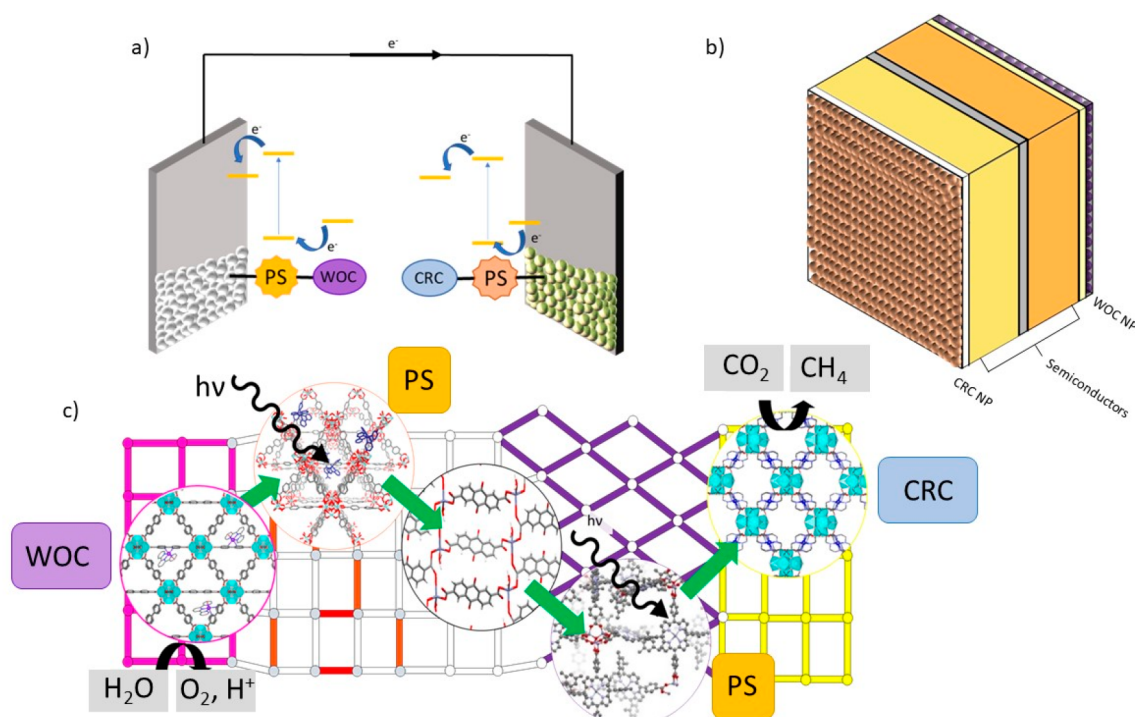 a)
e-
b)
e-
e-
e-
e-
PS
WOC
CRC
PS
WOC NP
Semiconductors
CRC NP
c)
hν
PS
CO2
CH4
CRC
hν
WOC
H2O
O2, H+
PS